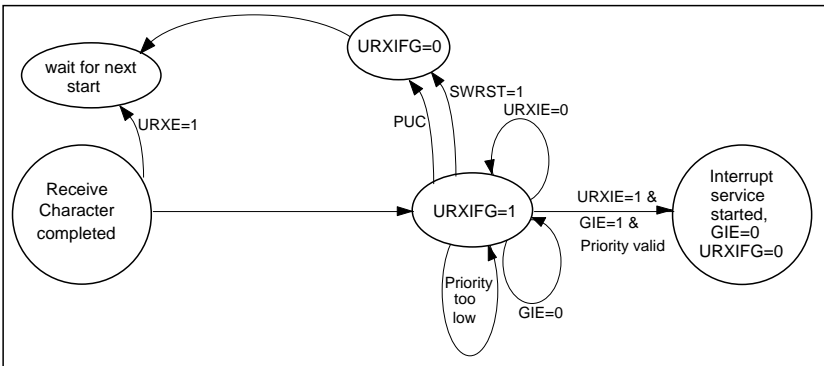 URXIFG=0
wait for next
start
SWRST=1
URXIE=0
PUC
URXE=1
Receive
Character
completed
URXIFG=1
URXIE=1 &
GIE=1 &
Priority valid
Interrupt
service
started,
GIE=0
URXIFG=0
Priority
too
low
GIE=0